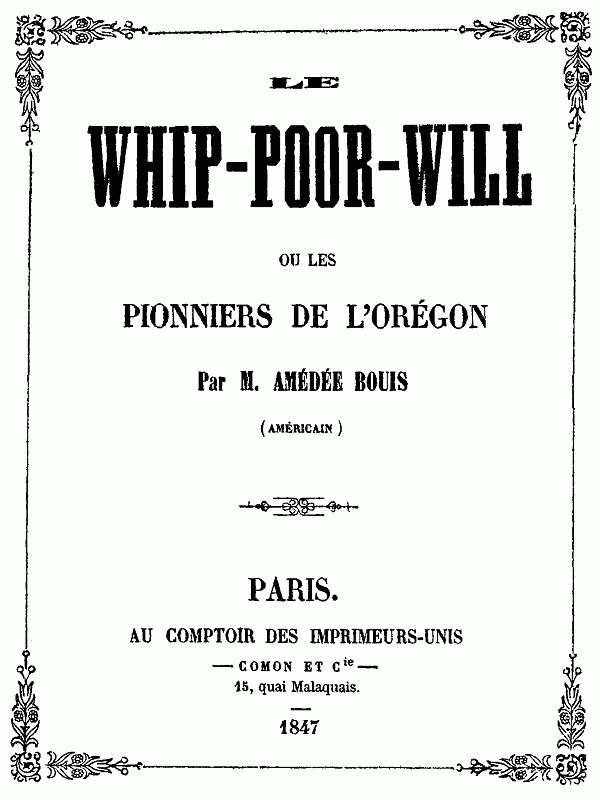 LE
WHIP-POOR-WILL
OU LES
PIONNIERS DE L'ORÉGON
Par M. AMÉDÉE BOUIS
(AMÉRICAIN)
PARIS.
AU COMPTOIR DES IMPRIMEURS-UNIS
— COMON ET Cie —
15, quai Malaquais.
1847